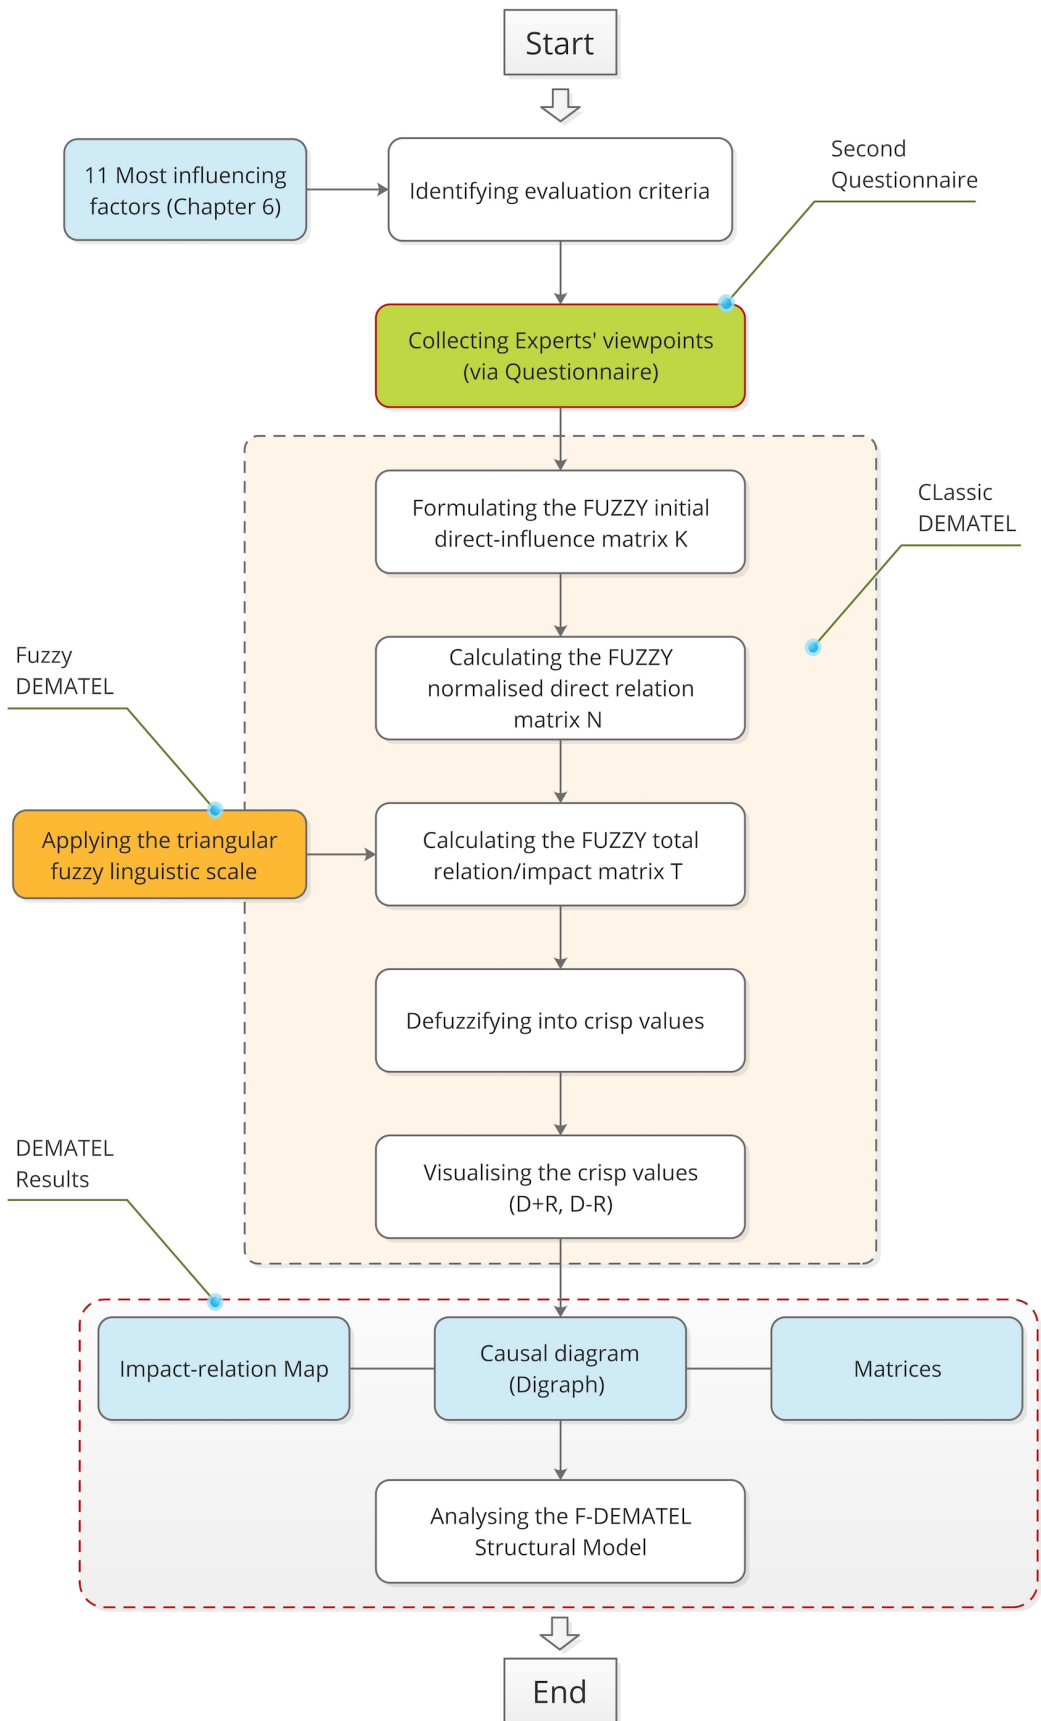 Start
11 Most influencing
factors (Chapter 6)
Identifying evaluation criteria
Second
Questionnaire
Collecting Experts' viewpoints
(via Questionnaire)
Formulating the FUZZY initial
direct-influence matrix K
CLassic
DEMATEL
Calculating the FUZZY
normalised direct relation
matrix N
Fuzzy
DEMATEL
Applying the triangular
fuzzy linguistic scale
Calculating the FUZZY total
relation/impact matrix T
Defuzzifying into crisp values
Visualising the crisp values
(D+R, D-R)
DEMATEL
Results
Impact-relation Map
Causal diagram
(Digraph)
Matrices
Analysing the F-DEMATEL
Structural Model
End